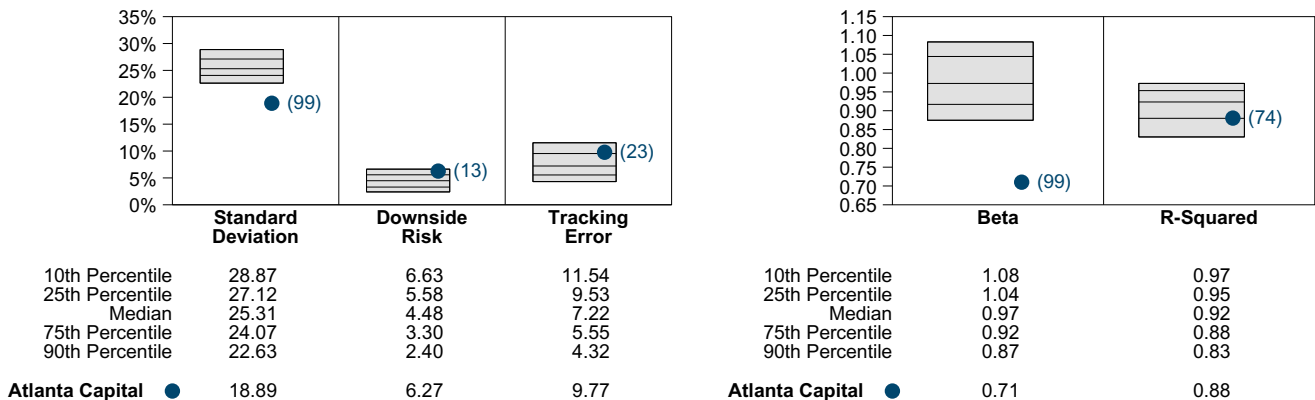 35%
30%
25%
20%
15%
10%
5%
0%
(99)
(13)
(23)
Standard Deviation
Downside Risk
Tracking Error
10th Percentile 28.87 6.63 11.54
25th Percentile 27.12 5.58 9.53
Median 25.31 4.48 7.22
75th Percentile 24.07 3.30 5.55
90th Percentile 22.63 2.40 4.32
Atlanta Capital 18.89 6.27 9.77
1.15
1.10
1.05
1.00
0.95
0.90
0.85
0.80
0.75
0.70
0.65
(99)
(74)
Beta
R-Squared
10th Percentile 1.08 0.97
25th Percentile 1.04 0.95
Median 0.97 0.92
75th Percentile 0.92 0.88
90th Percentile 0.87 0.83
Atlanta Capital 0.71 0.88